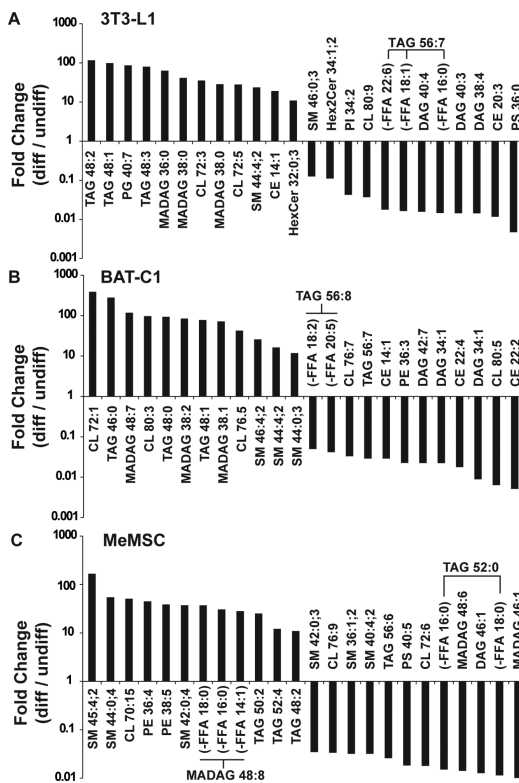 A 3T3-L1
Fold Change
(diff / undiff)
1000
100
10
1
0.1
0.01
0.001
TAG 48:2
TAG 48:1
PG 40:7
TAG 48:3
MADAG 36:0
MADAG 38:0
CL 72:3
MADAG 38.0
CL 72:5
SM 44:4;2
CE 14:1
HexCer 32:0;3
TAG 56:7
SM 46:0;3
Hex2Cer 34:1;2
PI 34:2
CL 80:9
(-FFA 22:6)
(-FFA 18:1)
DAG 40:4
(-FFA 16:0)
DAG 40:3
DAG 38:4
CE 20:3
PS 36:0
B BAT-C1
Fold Change
(diff / undiff)
1000
100
10
1
0.1
0.01
0.001
CL 72:1
TAG 46:0
MADAG 48:7
CL 80:3
TAG 48:0
MADAG 38:2
TAG 48:1
MADAG 38.1
CL 76.5
SM 46:4;2
SM 44:4;2
SM 44:0;3
TAG 56:8
(-FFA 18:2)
(-FFA 20:5)
CL 76:7
TAG 56:7
CE 14:1
PE 36:3
DAG 42:7
DAG 34:1
CE 22:4
DAG 34:1
CL 80:5
CE 22:2
C MeMSC
Fold Change
(diff / undiff)
1000
100
10
1
0.1
0.01
SM 45:4;2
SM 44:0;4
CL 70:15
PE 36:4
PE 38:5
SM 42:0;4
(-FFA 18:0)
(-FFA 16:0)
(-FFA 14:1)
TAG 50:2
TAG 52:4
TAG 48:2
MADAG 48:8
TAG 52:0
SM 42:0;3
CL 76:9
SM 36:1;2
SM 40:4;2
TAG 56:6
PS 40:5
CL 72:6
(-FFA 16:0)
MADAG 48:6
DAG 46:1
(-FFA 18:0)
MADAG 46:1